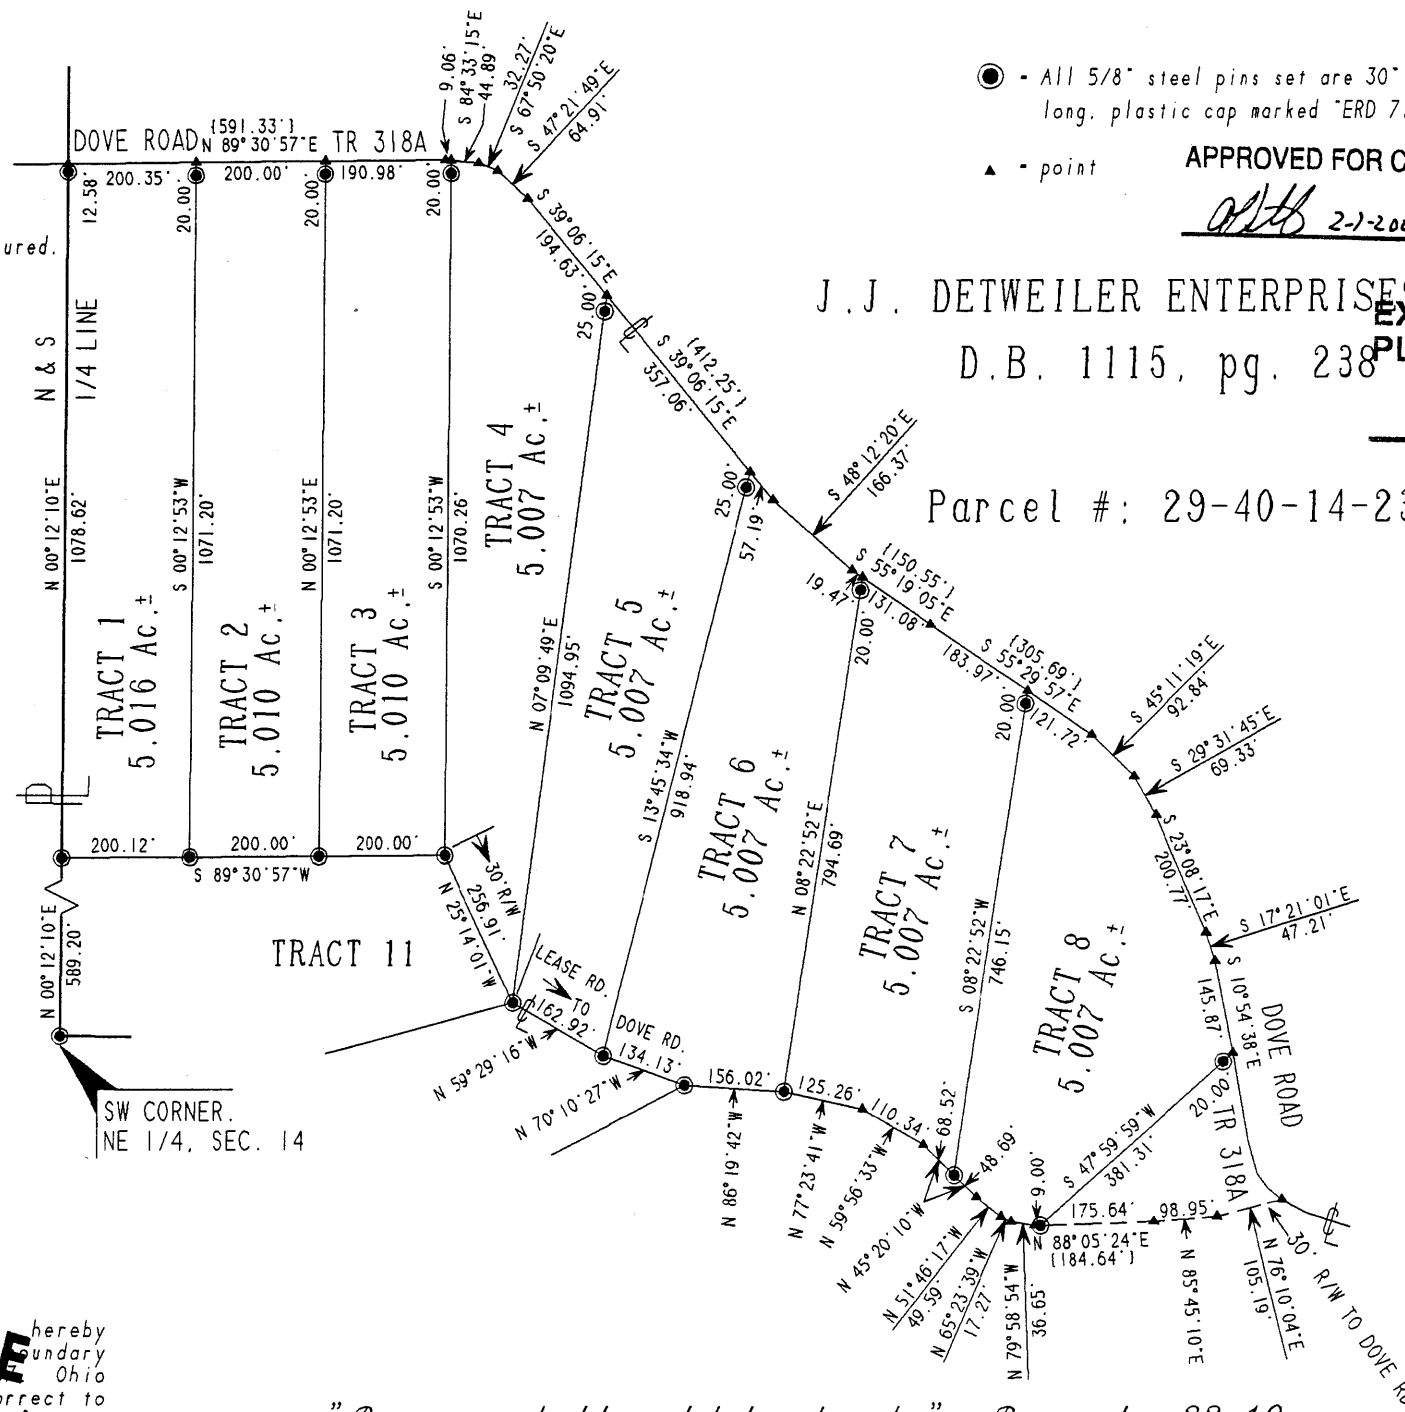 - All 5/8" steel pins set are 30"
long. plastic cap marked "ERD
- point
APPROVED FOR C
J.J. DETWEILER ENTERPRISES
D.B. 1115, pg. 238
EX
PL
Parcel #: 29-40-14-23
ured.
DOVE ROAD
{591.33'}
N 89°30'57"E
TR 318A
200.35'
200.00'
190.98'
9.06'
S 84°33'15"E
44.89'
32.27'
S 67°50'20"E
S 47°21'49"E
64.91'
12.58'
20.00'
20.00'
20.00'
S 39°06'15"E
194.63'
25.00'
{412.25'}
S 39°06'15"E
357.06'
25.00'
57.19'
S 48°12'20"E
166.37'
{150.55'}
S 55°19'05"E
19.47'
131.08'
20.00'
{305.69'}
S 55°29'57"E
183.97'
20.00'
121.72'
S 45°11'19"E
92.84'
S 29°31'45"E
69.33'
S 23°08'17"E
200.77'
S 17°21'01"E
47.21'
S 10°54'38"E
145.87'
DOVE ROAD
TR 318A
20.00'
N & S
1/4 LINE
N 00°12'10"E
1078.62'
TRACT 1
5.016 Ac.±
S 00°12'53"W
1071.20'
TRACT 2
5.010 Ac.±
N 00°12'53"E
1071.20'
TRACT 3
5.010 Ac.±
S 00°12'53"W
1070.26'
TRACT 4
5.007 Ac.±
N 07°09'49"E
1094.95'
TRACT 5
5.007 Ac.±
S 13°45'34"W
918.94'
TRACT 6
5.007 Ac.±
N 08°22'52"E
794.69'
TRACT 7
5.007 Ac.±
S 08°22'52"W
746.15'
TRACT 8
5.007 Ac.±
S 47°59'59"W
381.31'
200.12'
200.00'
200.00'
S 89°30'57"W
30' R/W
256.91'
N 25°14'01"W
TRACT 11
N 00°12'10"E
589.20'
SW CORNER.
NE 1/4, SEC. 14
LEASE RD.
TO
DOVE RD.
162.92'
N 59°29'16"W
134.13'
N 70°10'27"W
156.02'
N 86°19'42"W
125.26'
N 77°23'41"W
110.34'
N 59°56'33"W
68.52'
N 45°20'10"W
48.69'
N 51°46'17"W
49.59'
N 65°23'39"W
17.27'
N 79°58'54"W
36.65'
9.00'
175.64'
N 88°05'24"E
{184.64'}
98.95'
N 85°45'10"E
N 76°10'04"E
105.19'
30' R/W TO DOVE RD
hereby
oundary
Ohio
orrect to